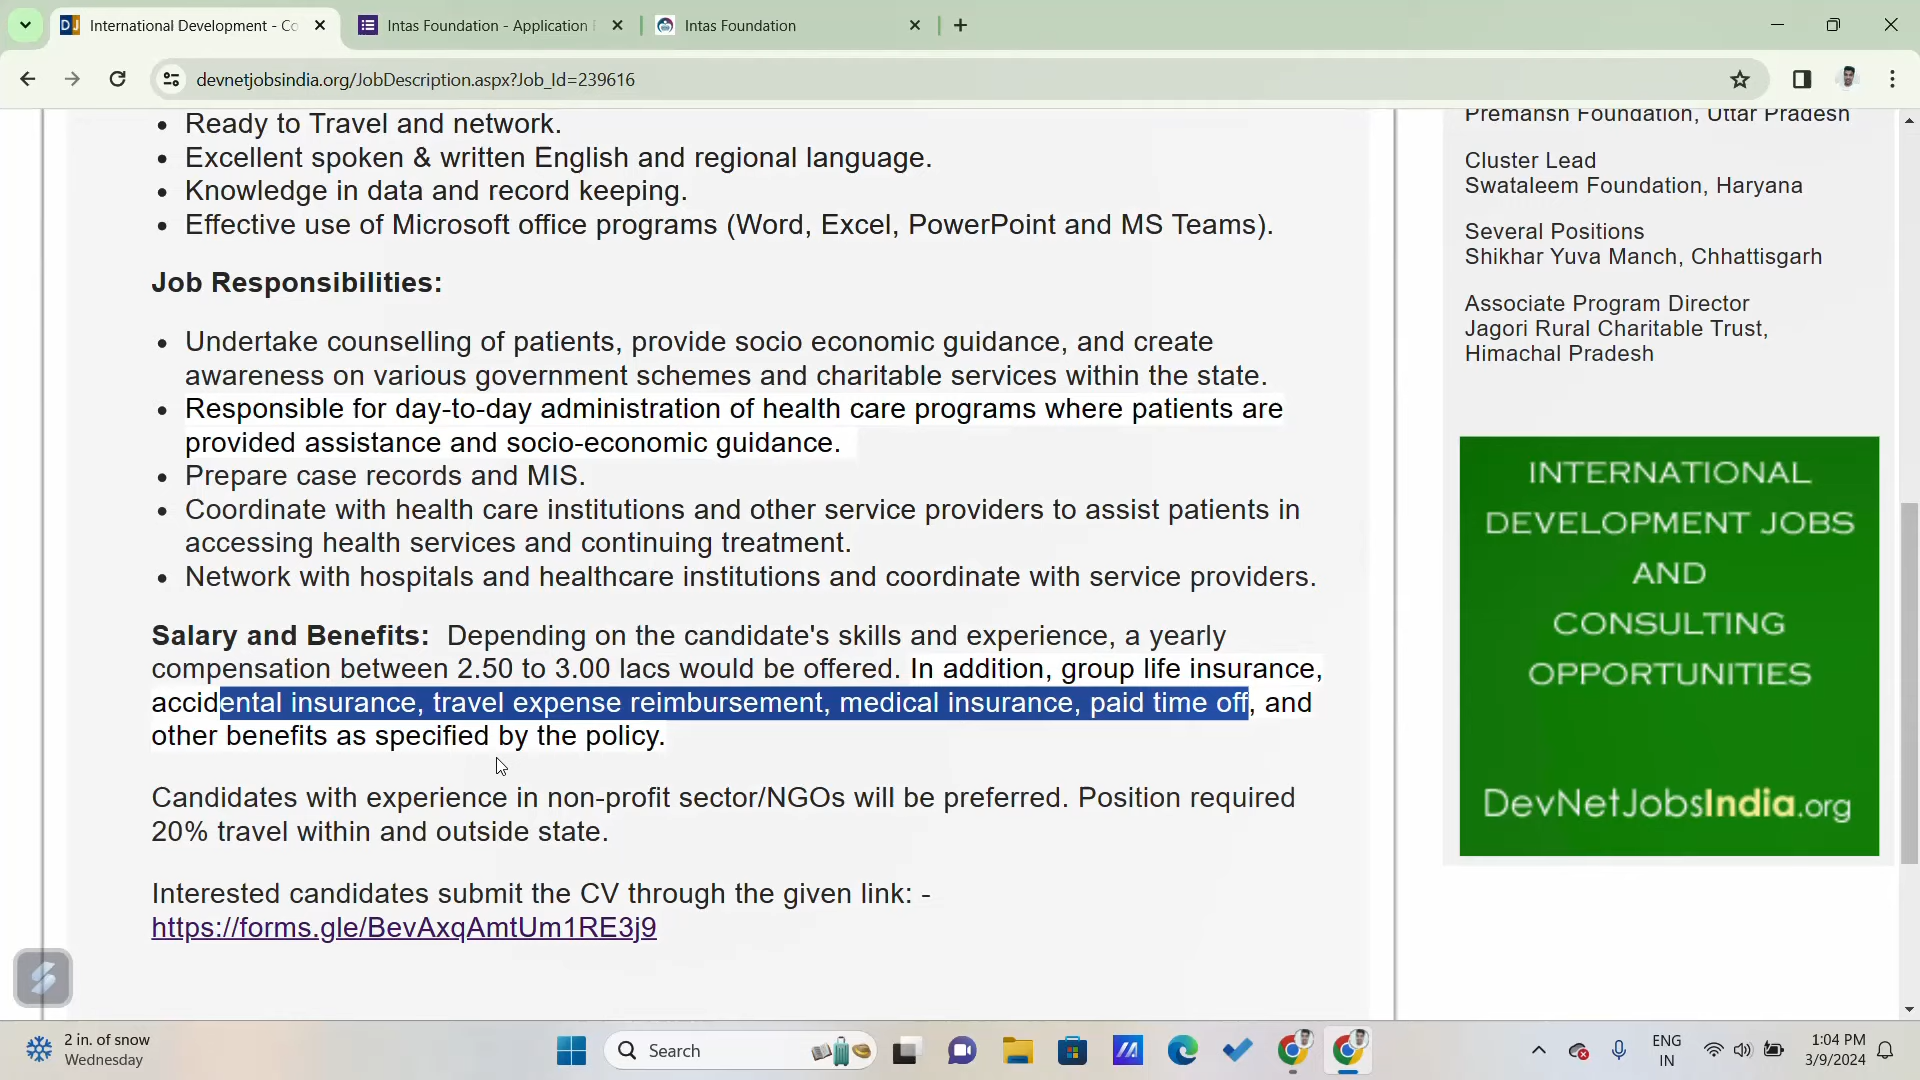 International Development - Co
Intas Foundation - Application
Intas Foundation
devnetjobsindia.org/JobDescription.aspx?Job_Id=239616
• Ready to Travel and network.
• Excellent spoken & written English and regional language.
• Knowledge in data and record keeping.
• Effective use of Microsoft office programs (Word, Excel, PowerPoint and MS Teams).
Job Responsibilities:
• Undertake counselling of patients, provide socio economic guidance, and create
awareness on various government schemes and charitable services within the state.
• Responsible for day-to-day administration of health care programs where patients are
provided assistance and socio-economic guidance.
• Prepare case records and MIS.
• Coordinate with health care institutions and other service providers to assist patients in
accessing health services and continuing treatment.
• Network with hospitals and healthcare institutions and coordinate with service providers.
Salary and Benefits: Depending on the candidate's skills and experience, a yearly
compensation between 2.50 to 3.00 lacs would be offered. In addition, group life insurance,
accidental insurance, travel expense reimbursement, medical insurance, paid time off, and
other benefits as specified by the policy.
Candidates with experience in non-profit sector/NGOs will be preferred. Position required
20% travel within and outside state.
Interested candidates submit the CV through the given link: -
https://forms.gle/BevAxqAmtUm1RE3j9
Premansh Foundation, Uttar Pradesh
Cluster Lead
Swataleem Foundation, Haryana
Several Positions
Shikhar Yuva Manch, Chhattisgarh
Associate Program Director
Jagori Rural Charitable Trust,
Himachal Pradesh
INTERNATIONAL
DEVELOPMENT JOBS
AND
CONSULTING
OPPORTUNITIES
DevNetJobsIndia.org
2 in. of snow
Wednesday
Search
ENG
IN
1:04 PM
3/9/2024